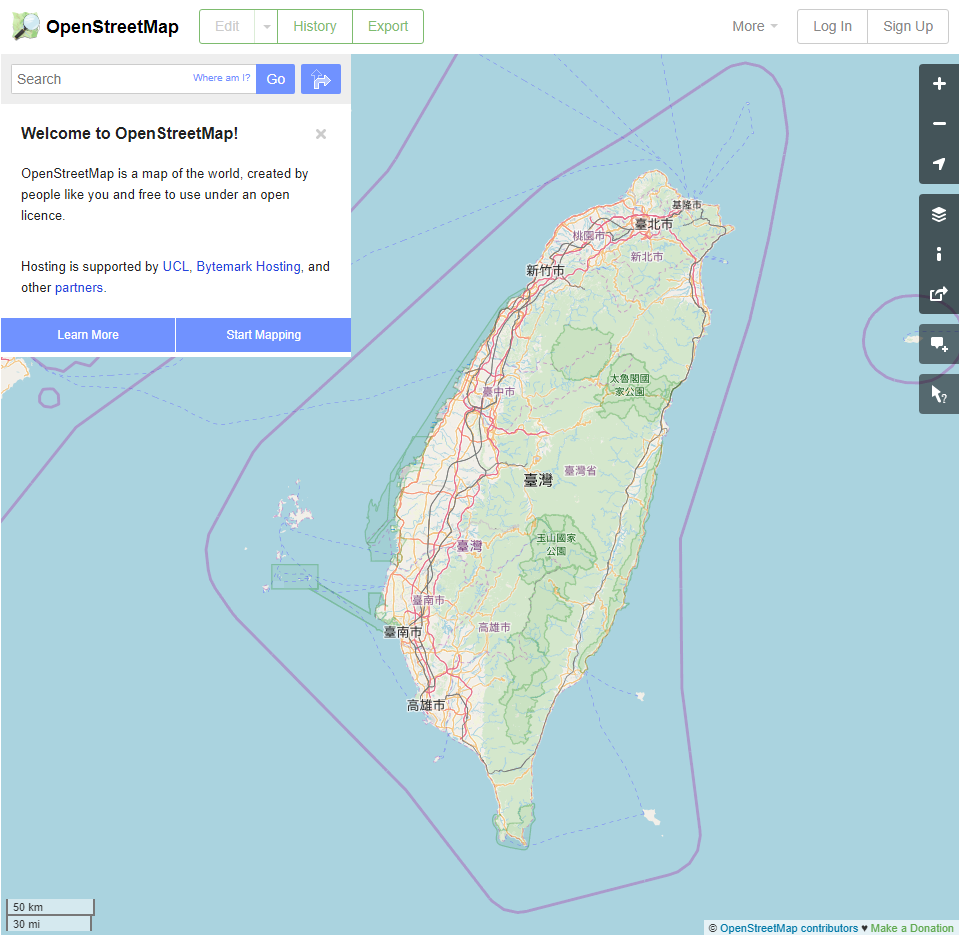 OpenStreetMap
Edit
History
Export
More
Log In
Sign Up
Search
Where am I?
Go
Welcome to OpenStreetMap!
×
OpenStreetMap is a map of the world, created by
people like you and free to use under an open
licence.
Hosting is supported by UCL, Bytemark Hosting, and
other partners.
Learn More
Start Mapping
基隆市
臺北市
桃園市
新北市
新竹市
太魯閣國
家公園
臺中市
臺灣省
臺灣
玉山國家
公園
臺灣
臺南市
高雄市
臺南市
高雄市
50 km
30 mi
© OpenStreetMap contributors ♥ Make a Donation